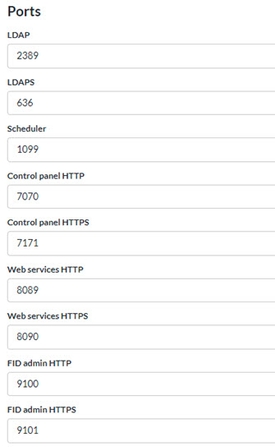 Ports
LDAP
2389
LDAPS
636
Scheduler
1099
Control panel HTTP
7070
Control panel HTTPS
7171
Web services HTTP
8089
Web services HTTPS
8090
FID admin HTTP
9100
FID admin HTTPS
9101